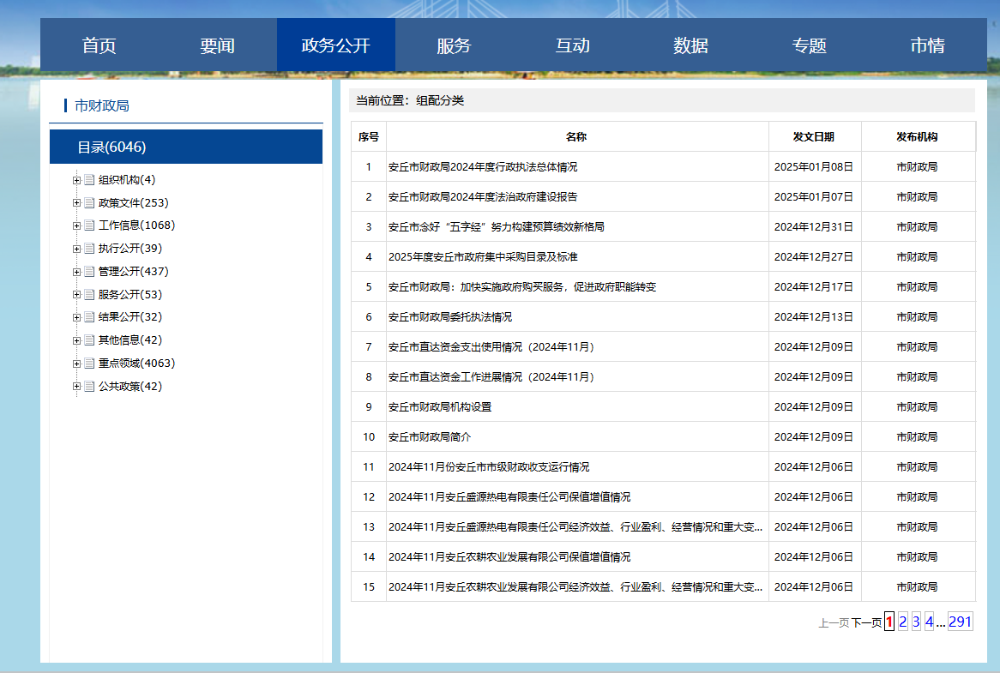 首页 要闻 政务公开 服务 互动 数据 专题 市情
市财政局
目录(6046)
组织机构(4)
政策文件(253)
工作信息(1068)
执行公开(39)
管理公开(437)
服务公开(53)
结果公开(32)
其他信息(42)
重点领域(4063)
公共政策(42)
当前位置：组配分类
序号 名称 发文日期 发布机构
1 安丘市财政局2024年度行政执法总体情况 2025年01月08日 市财政局
2 安丘市财政局2024年度法治政府建设报告 2025年01月07日 市财政局
3 安丘市念好“五字经”努力构建预算绩效新格局 2024年12月31日 市财政局
4 2025年度安丘市政府集中采购目录及标准 2024年12月27日 市财政局
5 安丘市财政局：加快实施政府购买服务，促进政府职能转变 2024年12月17日 市财政局
6 安丘市财政局委托执法情况 2024年12月13日 市财政局
7 安丘市直达资金支出使用情况（2024年11月） 2024年12月09日 市财政局
8 安丘市直达资金工作进展情况（2024年11月） 2024年12月09日 市财政局
9 安丘市财政局机构设置 2024年12月09日 市财政局
10 安丘市财政局简介 2024年12月09日 市财政局
11 2024年11月份安丘市市级财政收支运行情况 2024年12月06日 市财政局
12 2024年11月安丘盛源热电有限责任公司保值增值情况 2024年12月06日 市财政局
13 2024年11月安丘盛源热电有限责任公司经济效益、行业盈利、经营情况和重大变... 2024年12月06日 市财政局
14 2024年11月安丘农耕农业发展有限公司保值增值情况 2024年12月06日 市财政局
15 2024年11月安丘农耕农业发展有限公司经济效益、行业盈利、经营情况和重大变... 2024年12月06日 市财政局
上一页 下一页 1 2 3 4 ... 291